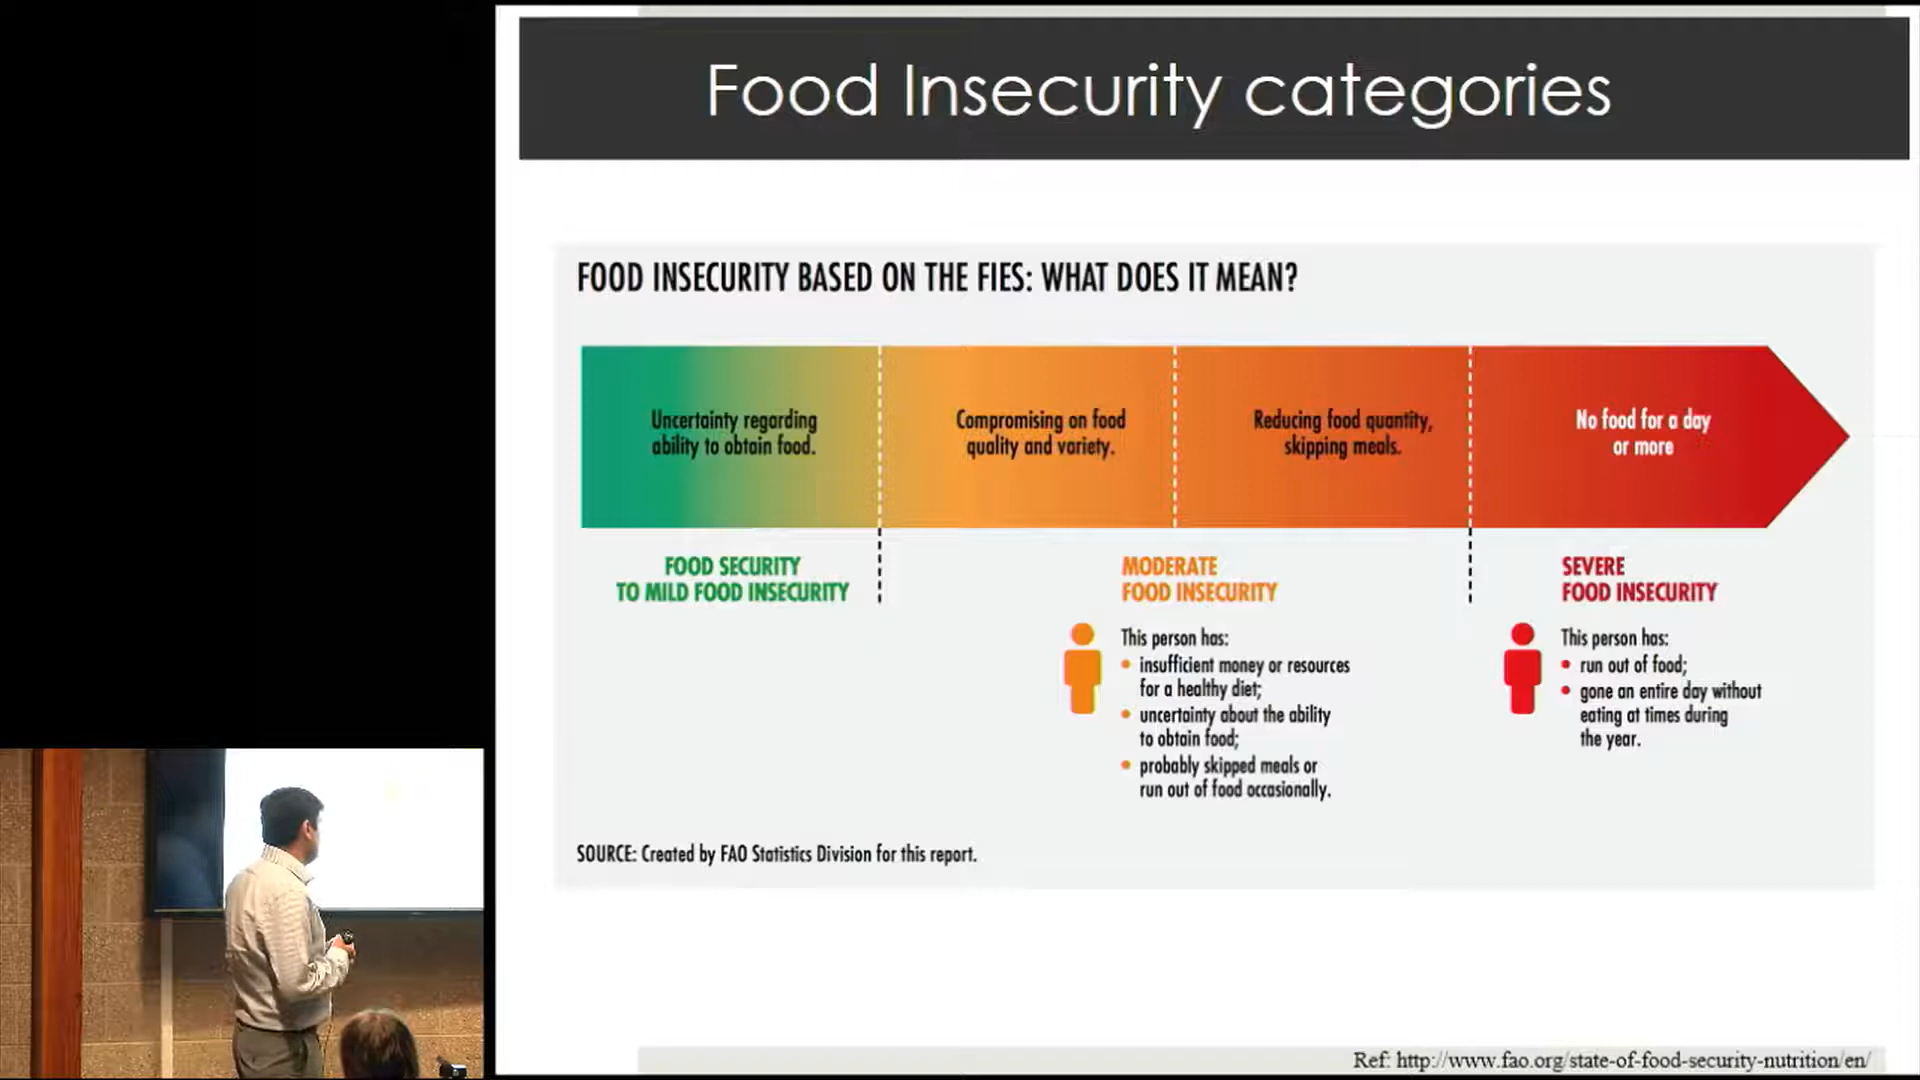 Food Insecurity categories
FOOD INSECURITY BASED ON THE FIES: WHAT DOES IT MEAN?
Uncertainty regarding
ability to obtain food.
Compromising on food
quality and variety.
Reducing food quantity,
skipping meals.
No food for a day
or more
FOOD SECURITY
TO MILD FOOD INSECURITY
MODERATE
FOOD INSECURITY
This person has:
• insufficient money or resources
for a healthy diet;
• uncertainty about the ability
to obtain food;
• probably skipped meals or
run out of food occasionally.
SEVERE
FOOD INSECURITY
This person has:
• run out of food;
• gone an entire day without
eating at times during
the year.
SOURCE: Created by FAO Statistics Division for this report.
Ref: http://www.fao.org/state-of-food-security-nutrition/en/